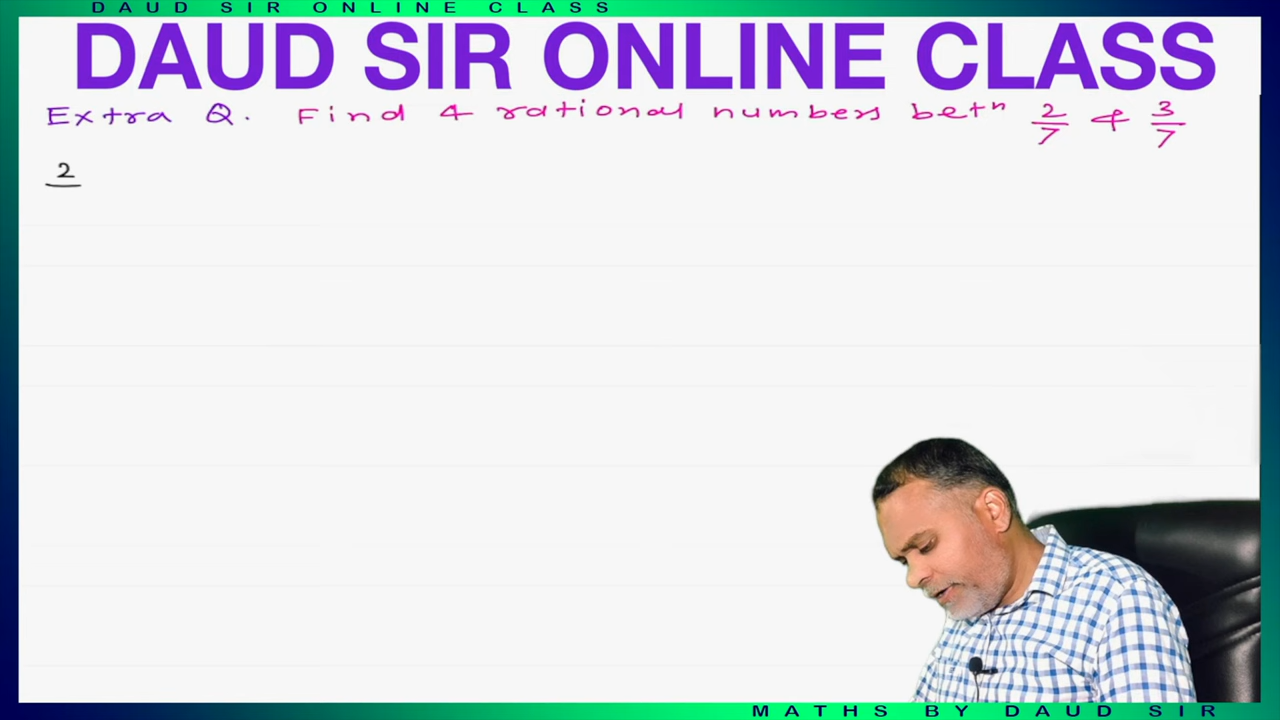 DAUD SIR ONLINE CLASS
DAUD SIR ONLINE CLASS
Extra Q. Find 4 rational numbers betⁿ 2/7 & 3/7
2
MATHS BY DAUD SIR